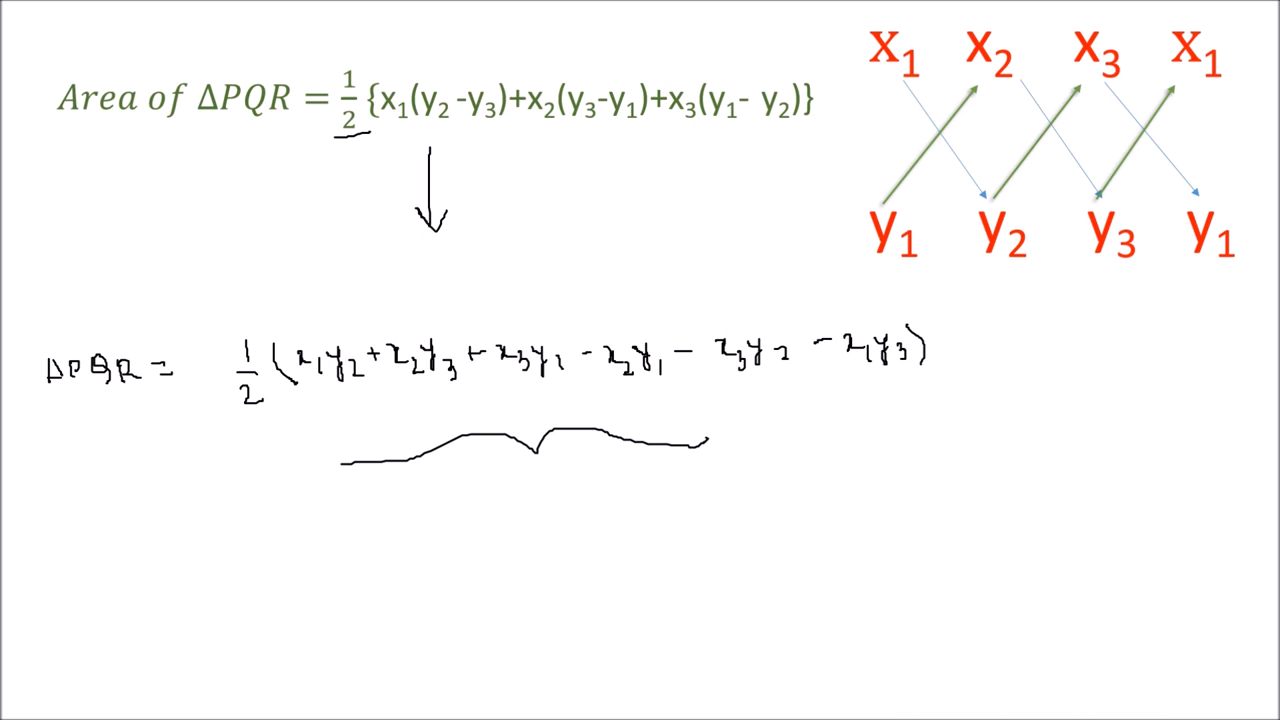 Area of ΔPQR = 1/2 {x₁(y₂ -y₃)+x₂(y₃-y₁)+x₃(y₁- y₂)}
x₁ x₂ x₃ x₁
y₁ y₂ y₃ y₁
ΔPQR = 1/2 (x₁y₂ + x₂y₃ + x₃y₁ - x₂y₁ - x₃y₂ - x₁y₃)